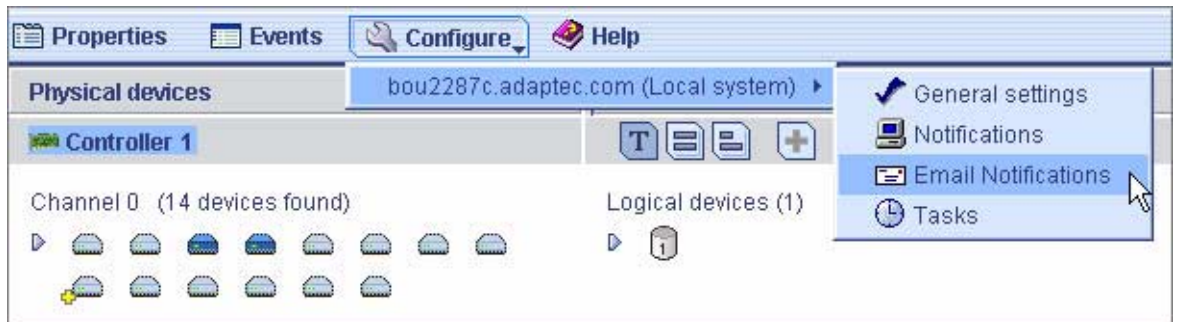 Properties Events Configure Help
Physical devices bou2287c.adaptec.com (Local system) General settings
Controller 1 T Notifications
Email Notifications
Channel 0 (14 devices found) Logical devices (1) Tasks
1